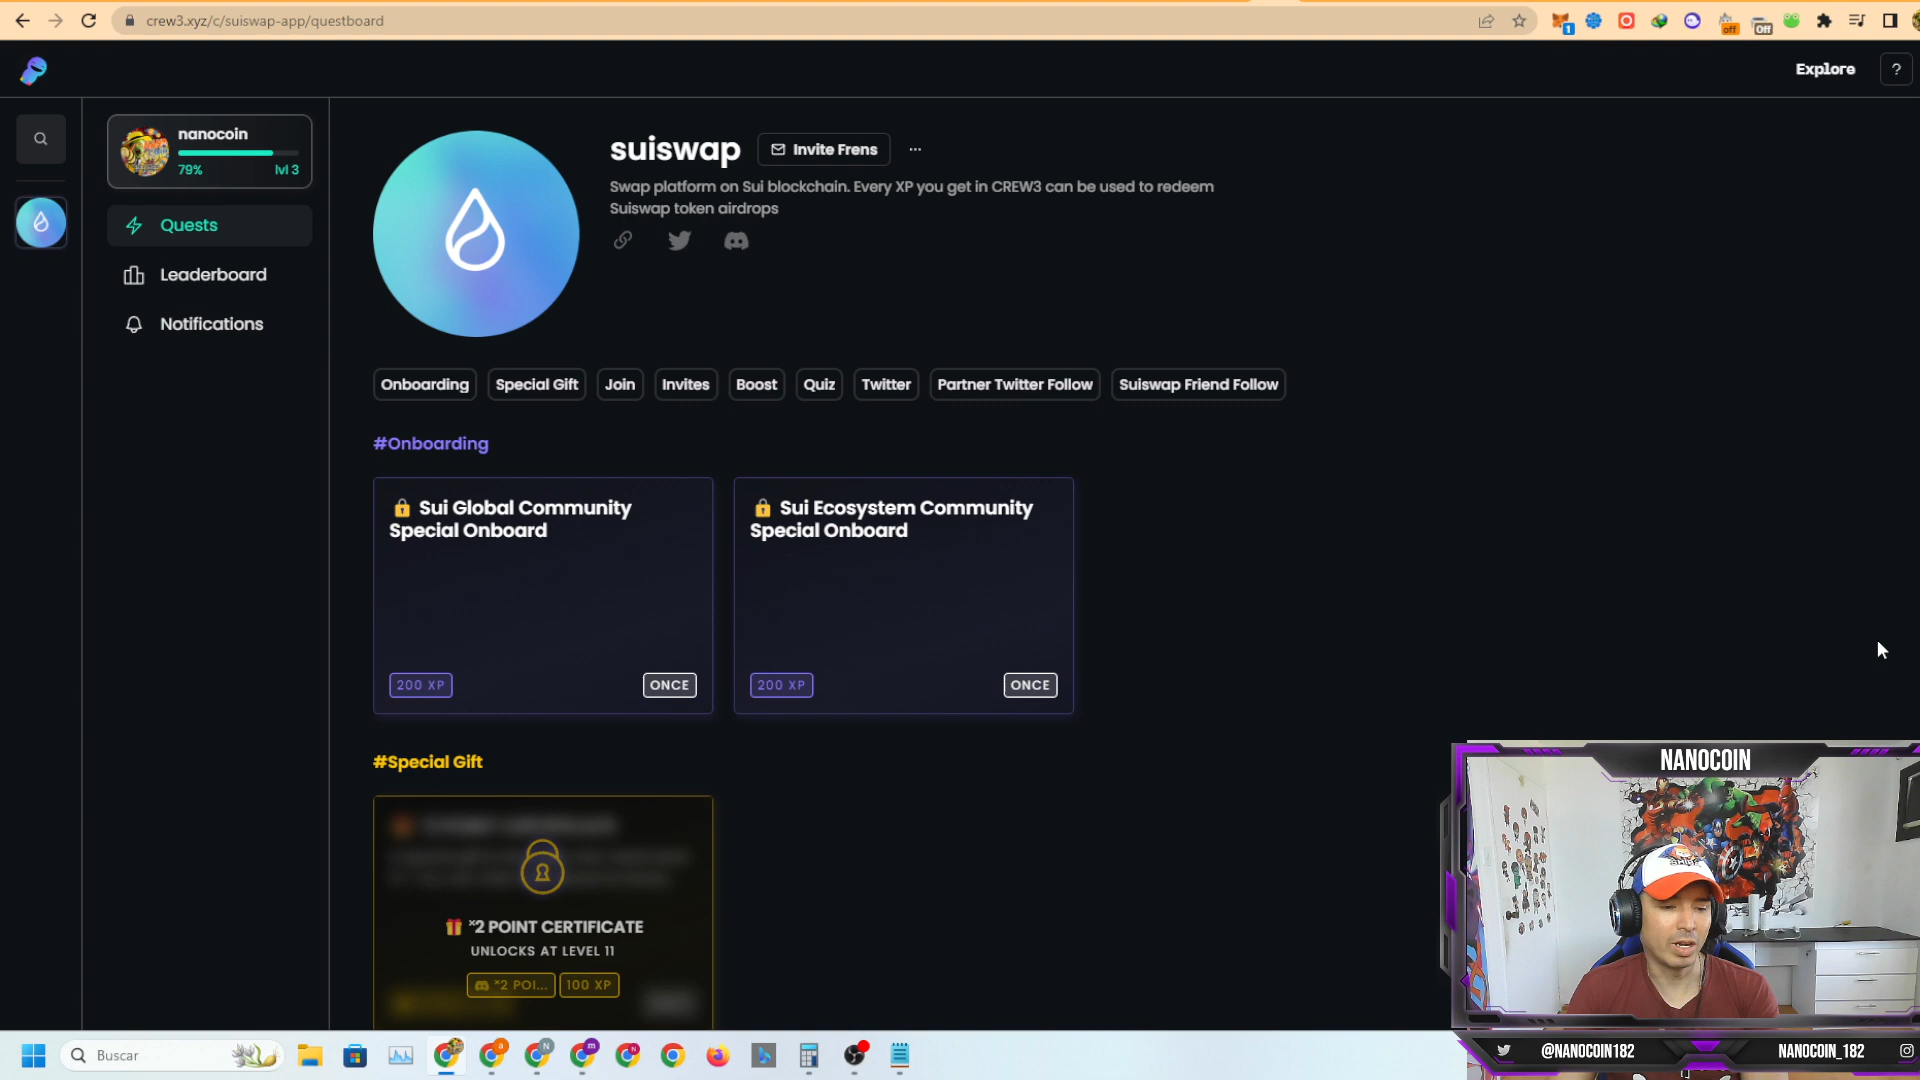 crew3.xyz/c/suiswap-app/questboard
1
off
Off
Explore
?
nanocoin
79%
lvl 3
Quests
Leaderboard
Notifications
suiswap
Invite Frens
...
Swap platform on Sui blockchain. Every XP you get in CREW3 can be used to redeem
Suiswap token airdrops
Onboarding
Special Gift
Join
Invites
Boost
Quiz
Twitter
Partner Twitter Follow
Suiswap Friend Follow
#Onboarding
Sui Global Community
Special Onboard
200 XP
ONCE
Sui Ecosystem Community
Special Onboard
200 XP
ONCE
#Special Gift
×2 POINT CERTIFICATE
UNLOCKS AT LEVEL 11
×2 POI...
100 XP
NANOCOIN
@NANOCOIN182
NANOCOIN_182
Buscar
a
N
m
N